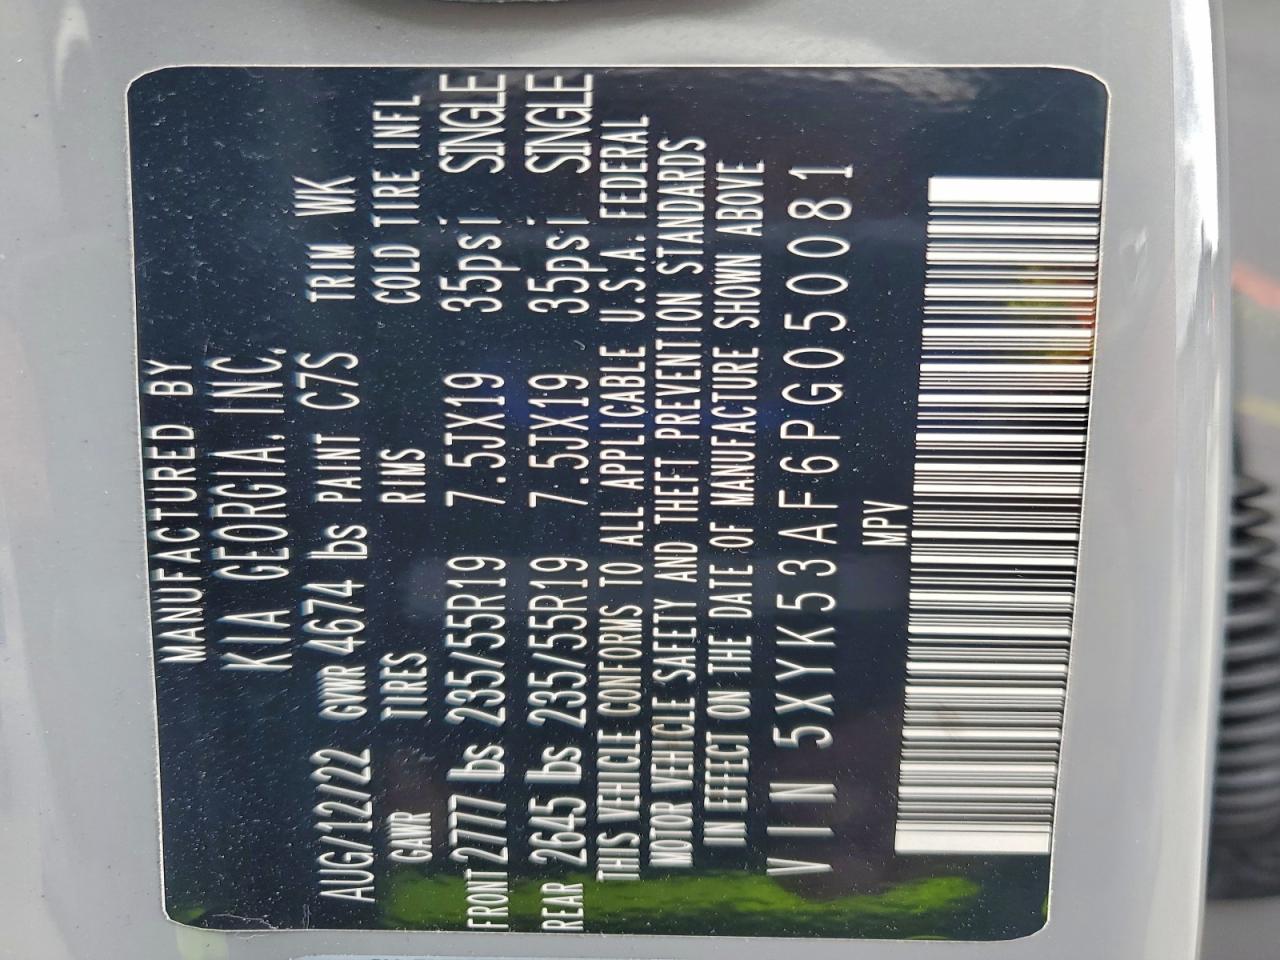 MANUFACTURED BY
KIA GEORGIA, INC.
AUG/12/22 GVWR 4674 lbs PAINT C7S TRIM WK
GAWR TIRES RIMS COLD TIRE INFL
FRONT 2777 lbs 235/55R19 7.5JX19 35psi SINGLE
REAR 2645 lbs 235/55R19 7.5JX19 35psi SINGLE
THIS VEHICLE CONFORMS TO ALL APPLICABLE U.S.A. FEDERAL
MOTOR VEHICLE SAFETY AND THEFT PREVENTION STANDARDS
IN EFFECT ON THE DATE OF MANUFACTURE SHOWN ABOVE
VIN 5XYK53AF6PG050081
MPV